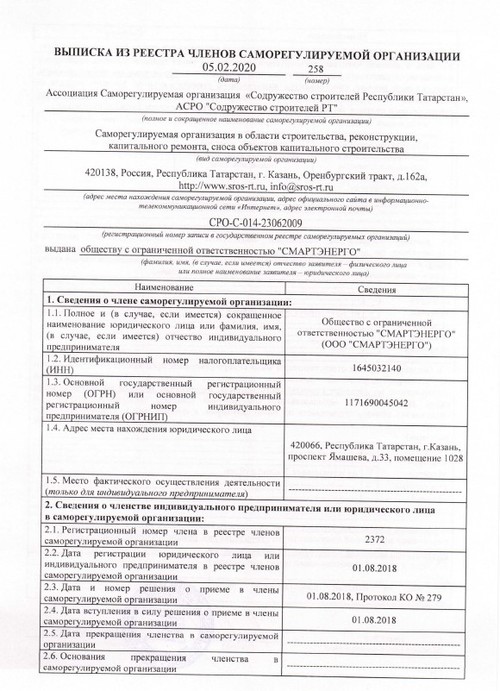 ВЫПИСКА ИЗ РЕЕСТРА ЧЛЕНОВ САМОРЕГУЛИРУЕМОЙ ОРГАНИЗАЦИИ
05.02.2020 258
(дата) (номер)
Ассоциация Саморегулируемая организация «Содружество строителей Республики Татарстан»,
АСРО "Содружество строителей РТ"
(полное и сокращенное наименование саморегулируемой организации)
Саморегулируемая организация в области строительства, реконструкции,
капитального ремонта, сноса объектов капитального строительства
(вид саморегулируемой организации)
420138, Россия, Республика Татарстан, г. Казань, Оренбургский тракт, д.162а,
http://www.sros-rt.ru, info@sros-rt.ru
(адрес места нахождения саморегулируемой организации, адрес официального сайта в информационно-
телекоммуникационной сети «Интернет», адрес электронной почты)
СРО-С-014-23062009
(регистрационный номер записи в государственном реестре саморегулируемых организаций)
выдана обществу с ограниченной ответственностью "СМАРТЭНЕРГО"
(фамилия, имя, (в случае, если имеется) отчество заявителя – физического лица
или полное наименование заявителя – юридического лица)
Наименование Сведения
1. Сведения о члене саморегулируемой организации:
1.1. Полное и (в случае, если имеется) сокращенное
наименование юридического лица или фамилия, имя,
(в случае, если имеется) отчество индивидуального
предпринимателя
Общество с ограниченной
ответственностью "СМАРТЭНЕРГО"
(ООО "СМАРТЭНЕРГО")
1.2. Идентификационный номер налогоплательщика
(ИНН)
1645032140
1.3. Основной государственный регистрационный
номер (ОГРН) или основной государственный
регистрационный номер индивидуального
предпринимателя (ОГРНИП)
1171690045042
1.4. Адрес места нахождения юридического лица
420066, Республика Татарстан, г.Казань,
проспект Ямашева, д.33, помещение 1028
1.5. Место фактического осуществления деятельности
(только для индивидуального предпринимателя)
2. Сведения о членстве индивидуального предпринимателя или юридического лица
в саморегулируемой организации:
2.1. Регистрационный номер члена в реестре членов
саморегулируемой организации
2372
2.2. Дата регистрации юридического лица или
индивидуального предпринимателя в реестре членов
саморегулируемой организации
01.08.2018
2.3. Дата и номер решения о приеме в члены
саморегулируемой организации
01.08.2018, Протокол КО № 279
2.4. Дата вступления в силу решения о приеме в члены
саморегулируемой организации
01.08.2018
2.5. Дата прекращения членства в саморегулируемой
организации
2.6. Основания прекращения членства в
саморегулируемой организации